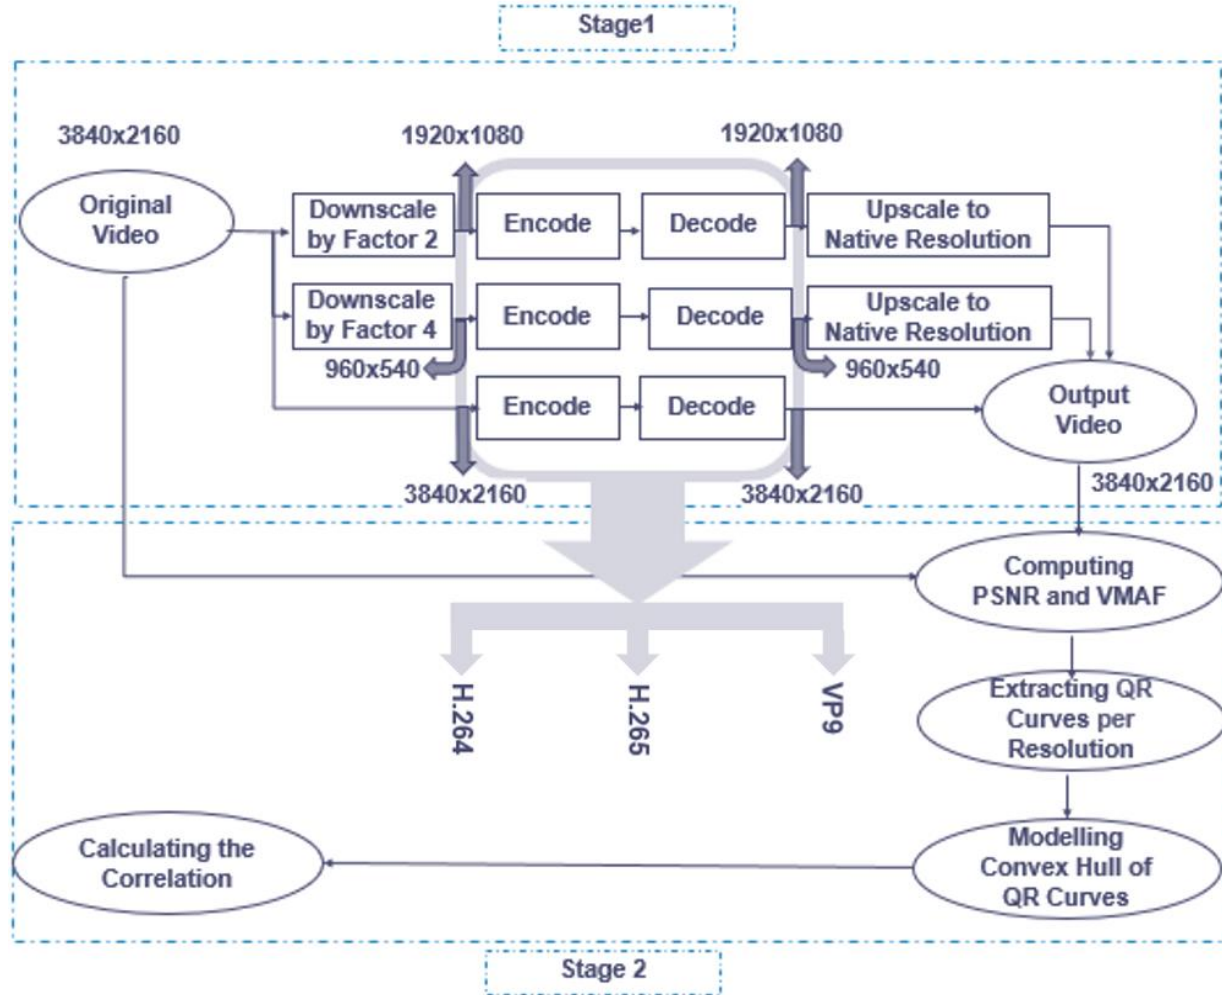 Stage1
3840x2160
1920x1080
1920x1080
Original
Video
Downscale
by Factor 2
Encode
Decode
Upscale to
Native Resolution
Downscale
by Factor 4
Encode
Decode
Upscale to
Native Resolution
960x540
960x540
Encode
Decode
Output
Video
3840x2160
3840x2160
3840x2160
Computing
PSNR and VMAF
H.264
H.265
VP9
Extracting QR
Curves per
Resolution
Calculating the
Correlation
Modelling
Convex Hull of
QR Curves
Stage 2